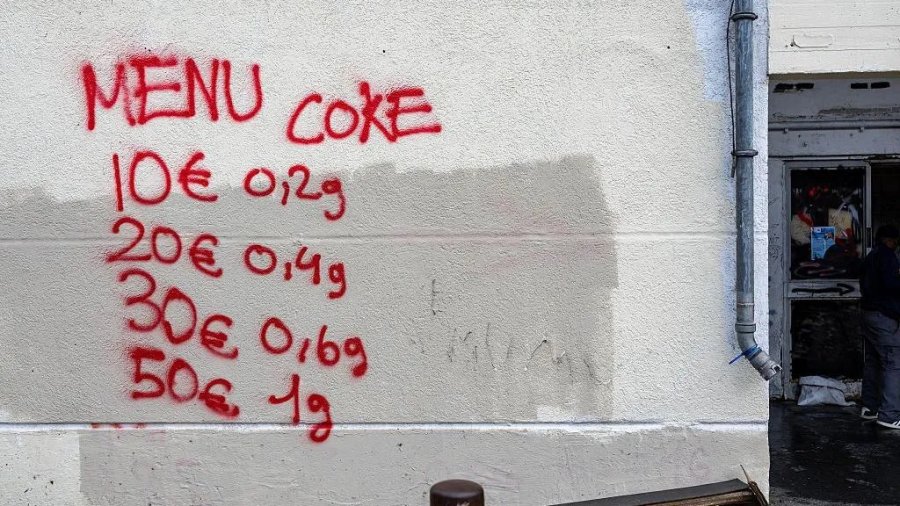 MENU COKE
10€ 0,2g
20€ 0,4g
30€ 0,6g
50€ 1g